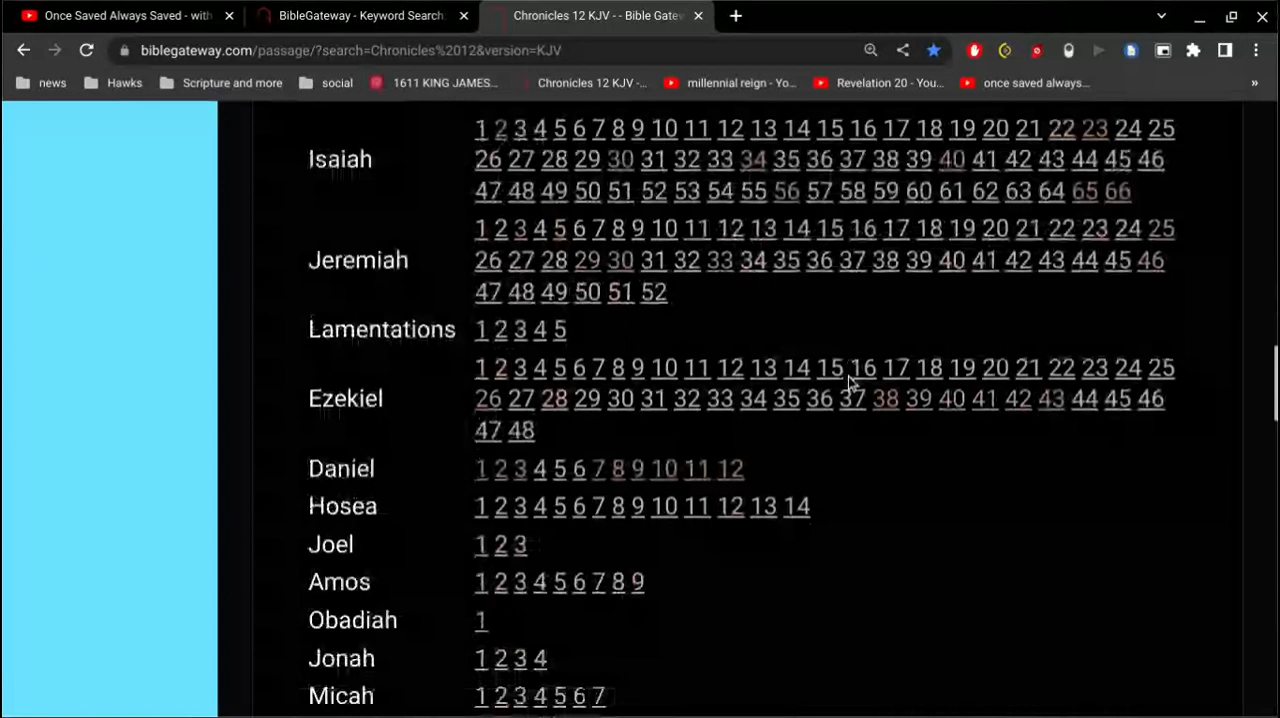 Once Saved Always Saved - with
BibleGateway - Keyword Search:
Chronicles 12 KJV - - Bible Gatew
biblegateway.com/passage/?search=Chronicles%2012&version=KJV
news Hawks Scripture and more social 1611 KING JAMES... Chronicles 12 KJV -... millennial reign - Yo... Revelation 20 - You... once saved always... »
1 2 3 4 5 6 7 8 9 10 11 12 13 14 15 16 17 18 19 20 21 22 23 24 25
Isaiah 26 27 28 29 30 31 32 33 34 35 36 37 38 39 40 41 42 43 44 45 46
47 48 49 50 51 52 53 54 55 56 57 58 59 60 61 62 63 64 65 66
1 2 3 4 5 6 7 8 9 10 11 12 13 14 15 16 17 18 19 20 21 22 23 24 25
Jeremiah 26 27 28 29 30 31 32 33 34 35 36 37 38 39 40 41 42 43 44 45 46
47 48 49 50 51 52
Lamentations 1 2 3 4 5
1 2 3 4 5 6 7 8 9 10 11 12 13 14 15 16 17 18 19 20 21 22 23 24 25
Ezekiel 26 27 28 29 30 31 32 33 34 35 36 37 38 39 40 41 42 43 44 45 46
47 48
Daniel 1 2 3 4 5 6 7 8 9 10 11 12
Hosea 1 2 3 4 5 6 7 8 9 10 11 12 13 14
Joel 1 2 3
Amos 1 2 3 4 5 6 7 8 9
Obadiah 1
Jonah 1 2 3 4
Micah 1 2 3 4 5 6 7